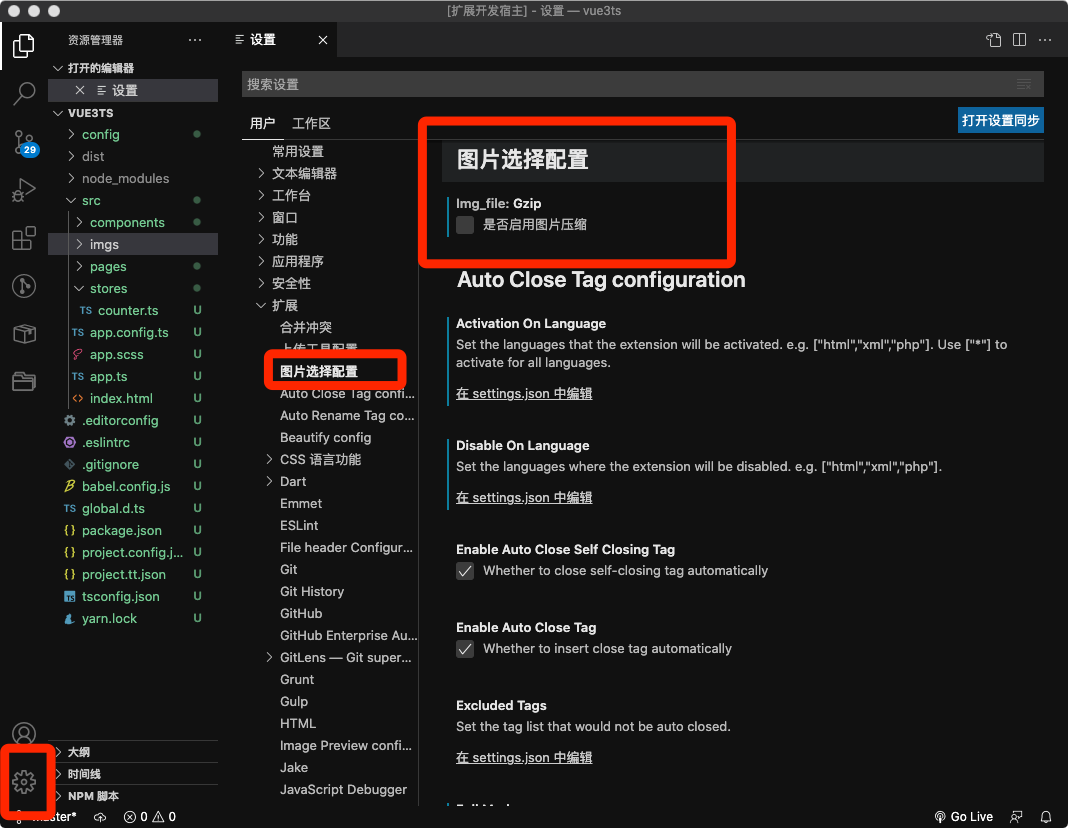 [扩展开发宿主] - 设置 — vue3ts
资源管理器
打开的编辑器
设置
VUE3TS
config
dist
node_modules
src
components
imgs
pages
stores
TS counter.ts U
TS app.config.ts U
app.scss U
TS app.ts U
<> index.html U
.editorconfig U
.eslintrc U
.gitignore U
babel.config.js U
TS global.d.ts U
{} package.json U
{} project.config.j... U
{} project.tt.json U
TS tsconfig.json U
yarn.lock U
大纲
时间线
NPM 脚本
29
设置
搜索设置
用户 工作区
打开设置同步
常用设置
文本编辑器
工作台
窗口
功能
应用程序
安全性
扩展
合并冲突
上传工具配置
图片选择配置
Auto Close Tag confi...
Auto Rename Tag co...
Beautify config
CSS 语言功能
Dart
Emmet
ESLint
File header Configur...
Git
Git History
GitHub
GitHub Enterprise Au...
GitLens — Git super...
Grunt
Gulp
HTML
Image Preview confi...
Jake
JavaScript Debugger
图片选择配置
Img_file: Gzip
是否启用图片压缩
Auto Close Tag configuration
Activation On Language
Set the languages that the extension will be activated. e.g. ["html","xml","php"]. Use ["*"] to
activate for all languages.
在 settings.json 中编辑
Disable On Language
Set the languages where the extension will be disabled. e.g. ["html","xml","php"].
在 settings.json 中编辑
Enable Auto Close Self Closing Tag
Whether to close self-closing tag automatically
Enable Auto Close Tag
Whether to insert close tag automatically
Excluded Tags
Set the tag list that would not be auto closed.
在 settings.json 中编辑
master* 0 0
Go Live